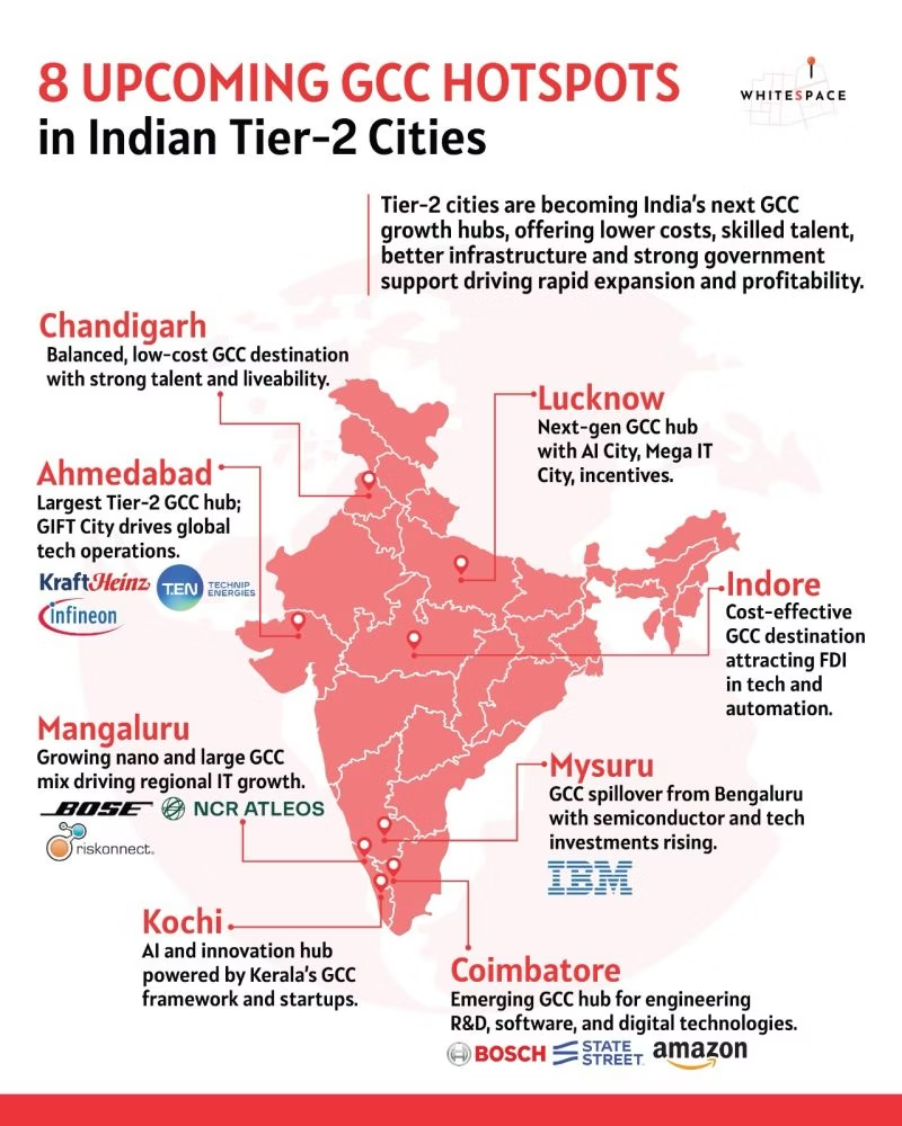 8 UPCOMING GCC HOTSPOTS
in Indian Tier-2 Cities
WHITESPACE
Tier-2 cities are becoming India's next GCC
growth hubs, offering lower costs, skilled talent,
better infrastructure and strong government
support driving rapid expansion and profitability.
Chandigarh
Balanced, low-cost GCC destination
with strong talent and liveability.
Lucknow
Next-gen GCC hub
with AI City, Mega IT
City, incentives.
Ahmedabad
Largest Tier-2 GCC hub;
GIFT City drives global
tech operations.
KraftHeinz
T.EN TECHNIP
ENERGIES
infineon
Indore
Cost-effective
GCC destination
attracting FDI
in tech and
automation.
Mangaluru
Growing nano and large GCC
mix driving regional IT growth.
BOSE NCR ATLEOS
riskonnect.
Mysuru
GCC spillover from Bengaluru
with semiconductor and tech
investments rising.
IBM
Kochi
AI and innovation hub
powered by Kerala's GCC
framework and startups.
Coimbatore
Emerging GCC hub for engineering
R&D, software, and digital technologies.
BOSCH STATE STREET amazon